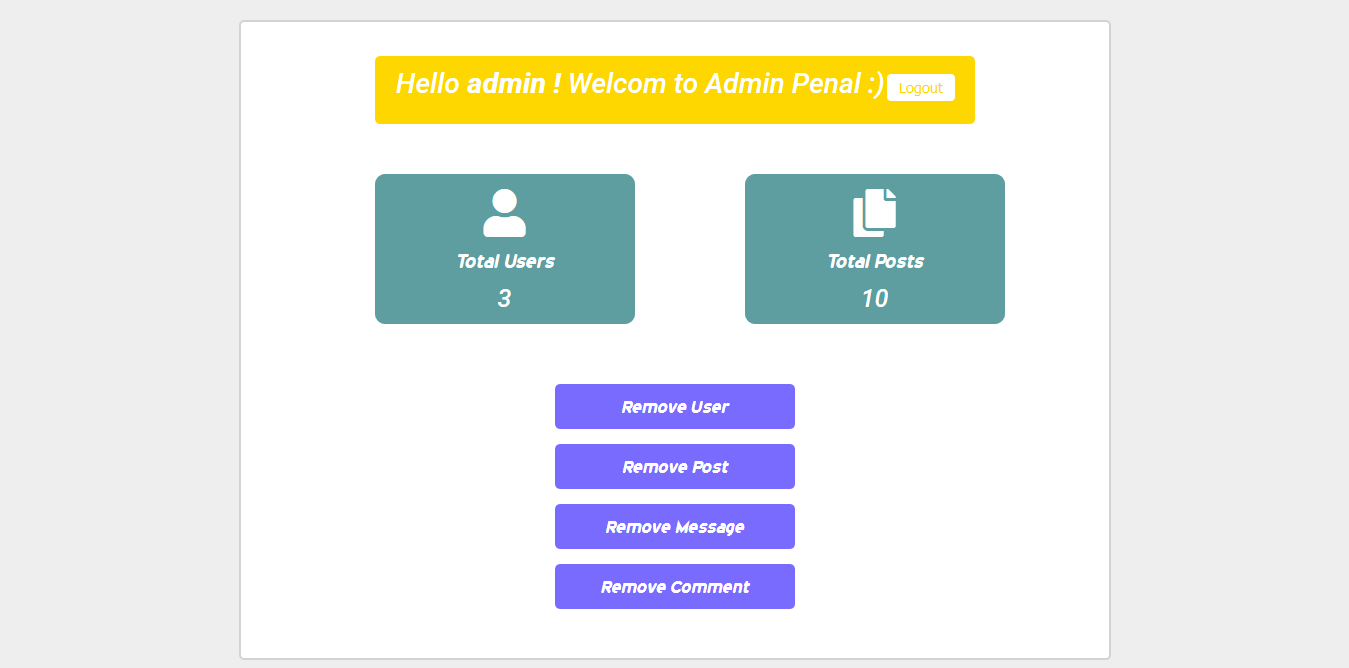 Hello admin ! Welcom to Admin Penal :) Logout
Total Users
3
Total Posts
10
Remove User
Remove Post
Remove Message
Remove Comment